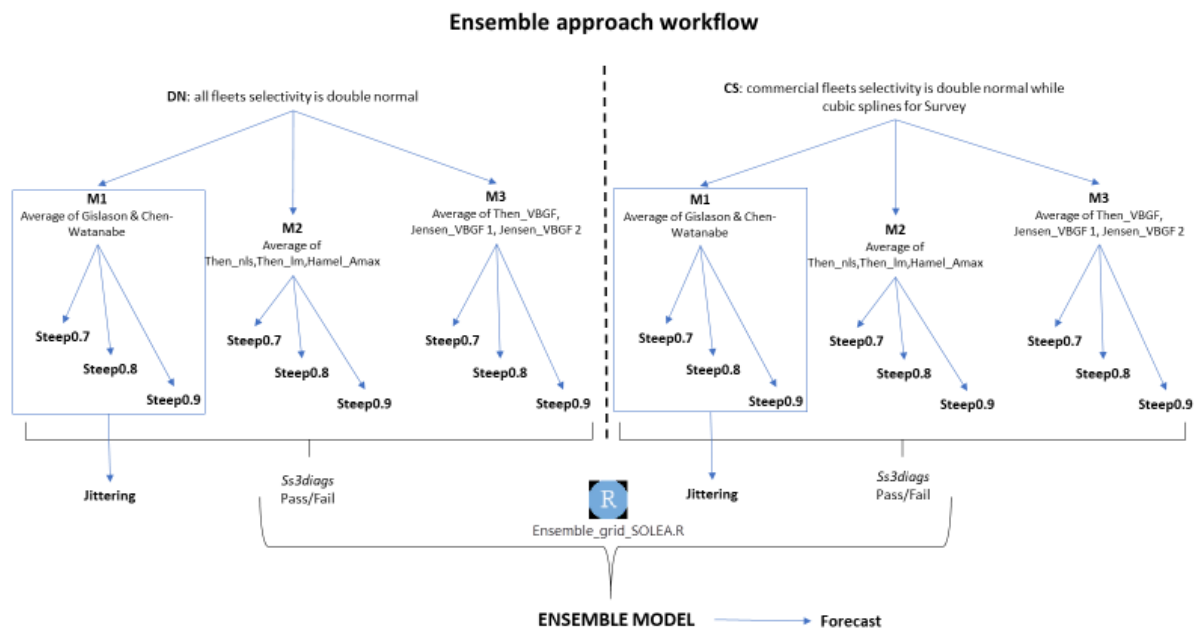 Ensemble approach workflow
DN: all fleets selectivity is double normal
M1
Average of Gislason & Chen-
Watanabe
M2
Average of
Then_nls,Then_lm,Hamel_Amax
M3
Average of Then_VBGF,
Jensen_VBGF 1, Jensen_VBGF 2
Steep0.7
Steep0.8
Steep0.9
Steep0.7
Steep0.8
Steep0.9
Steep0.7
Steep0.8
Steep0.9
Jittering
Ss3diags
Pass/Fail
CS: commercial fleets selectivity is double normal while
cubic splines for Survey
M1
Average of Gislason & Chen-
Watanabe
M2
Average of
Then_nls,Then_lm,Hamel_Amax
M3
Average of Then_VBGF,
Jensen_VBGF 1, Jensen_VBGF 2
Steep0.7
Steep0.8
Steep0.9
Steep0.7
Steep0.8
Steep0.9
Steep0.7
Steep0.8
Steep0.9
Jittering
Ss3diags
Pass/Fail
R
Ensemble_grid_SOLEA.R
ENSEMBLE MODEL
Forecast